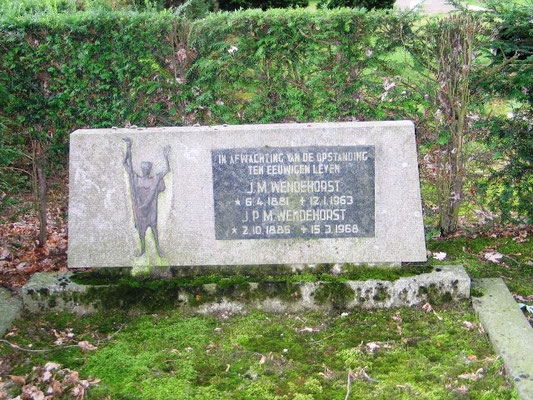 IN AFWACHTING VAN DE OPSTANDING
TEN EEUWIGEN LEVEN
J.M. WENDEHORST
* 6.4.1881 ✝ 12.1.1963
J.P.M. WENDEHORST
* 2.10.1885 ✝ 15.3.1968